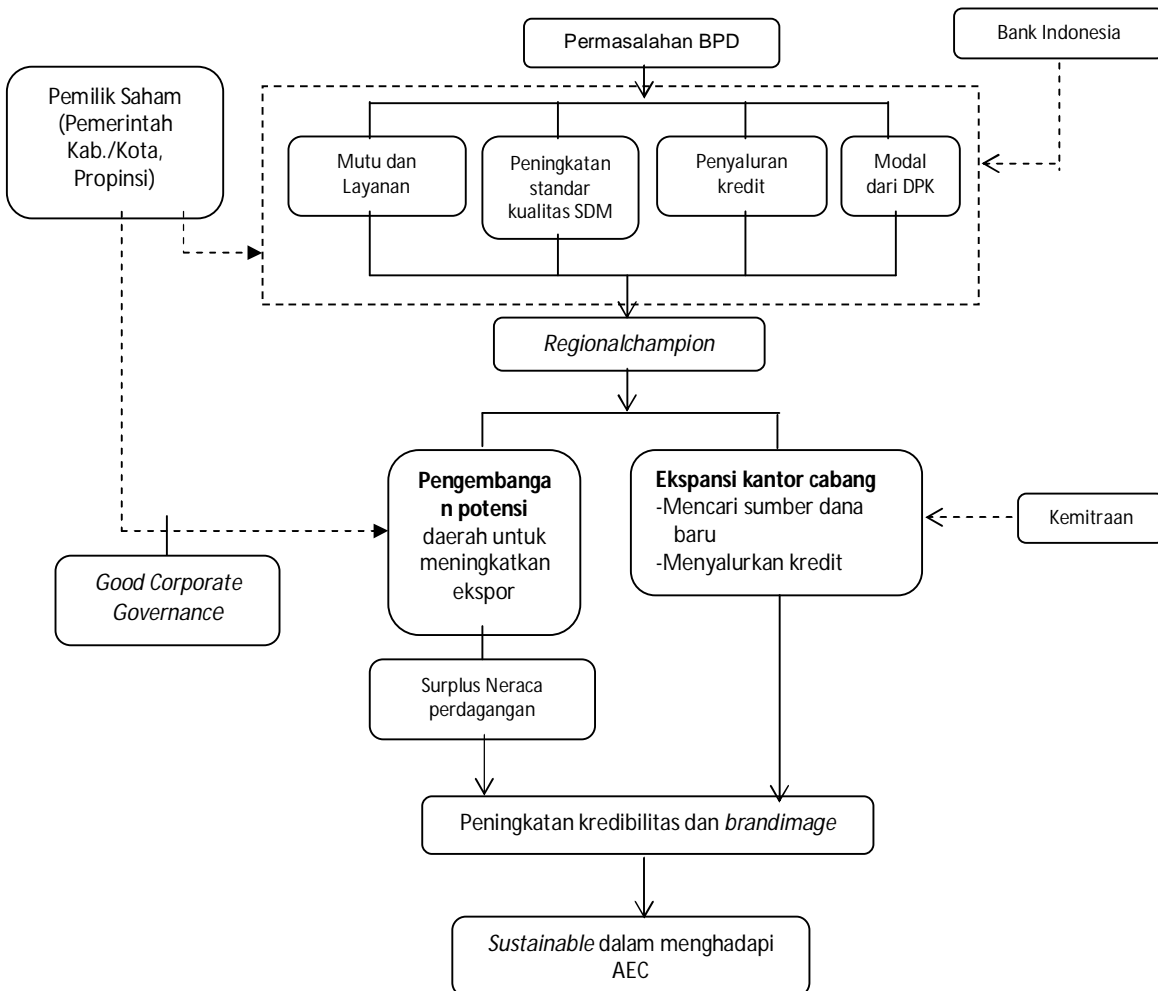 Permasalahan BPD
Bank Indonesia
Pemilik Saham
(Pemerintah
Kab./Kota,
Propinsi)
Mutu dan
Layanan
Peningkatan
standar
kualitas SDM
Penyaluran
kredit
Modal
dari DPK
Regionalchampion
Pengembanga
n potensi
daerah untuk
meningkatkan
ekspor
Ekspansi kantor cabang
-Mencari sumber dana
baru
-Menyalurkan kredit
Kemitraan
Good Corporate
Governance
Surplus Neraca
perdagangan
Peningkatan kredibilitas dan brandimage
Sustainable dalam menghadapi
AEC